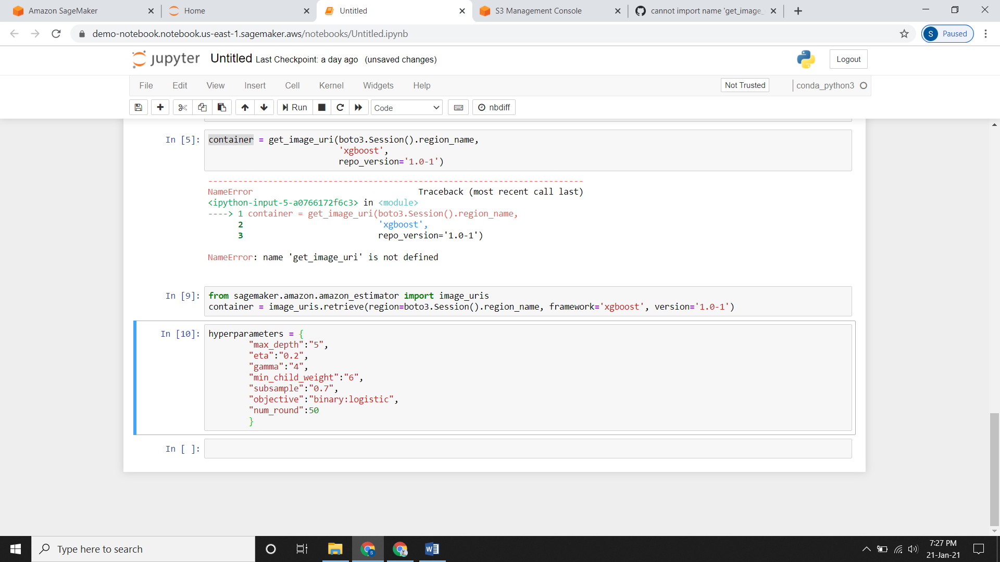 Amazon SageMaker
Home
Untitled
S3 Management Console
cannot import name 'get_image_
demo-notebook.notebook.us-east-1.sagemaker.aws/notebooks/Untitled.ipynb
S Paused
jupyter Untitled Last Checkpoint: a day ago (unsaved changes)
Logout
File Edit View Insert Cell Kernel Widgets Help
Not Trusted
conda_python3
Run
Code
nbdiff
In [5]: container = get_image_uri(boto3.Session().region_name,
'xgboost',
repo_version='1.0-1')
---------------------------------------------------------------------------
NameError Traceback (most recent call last)
<ipython-input-5-a0766172f6c3> in <module>
----> 1 container = get_image_uri(boto3.Session().region_name,
2 'xgboost',
3 repo_version='1.0-1')
NameError: name 'get_image_uri' is not defined
In [9]: from sagemaker.amazon.amazon_estimator import image_uris
container = image_uris.retrieve(region=boto3.Session().region_name, framework='xgboost', version='1.0-1')
In [10]: hyperparameters = {
"max_depth":"5",
"eta":"0.2",
"gamma":"4",
"min_child_weight":"6",
"subsample":"0.7",
"objective":"binary:logistic",
"num_round":50
}
In [ ]:
Type here to search
7:27 PM
21-Jan-21